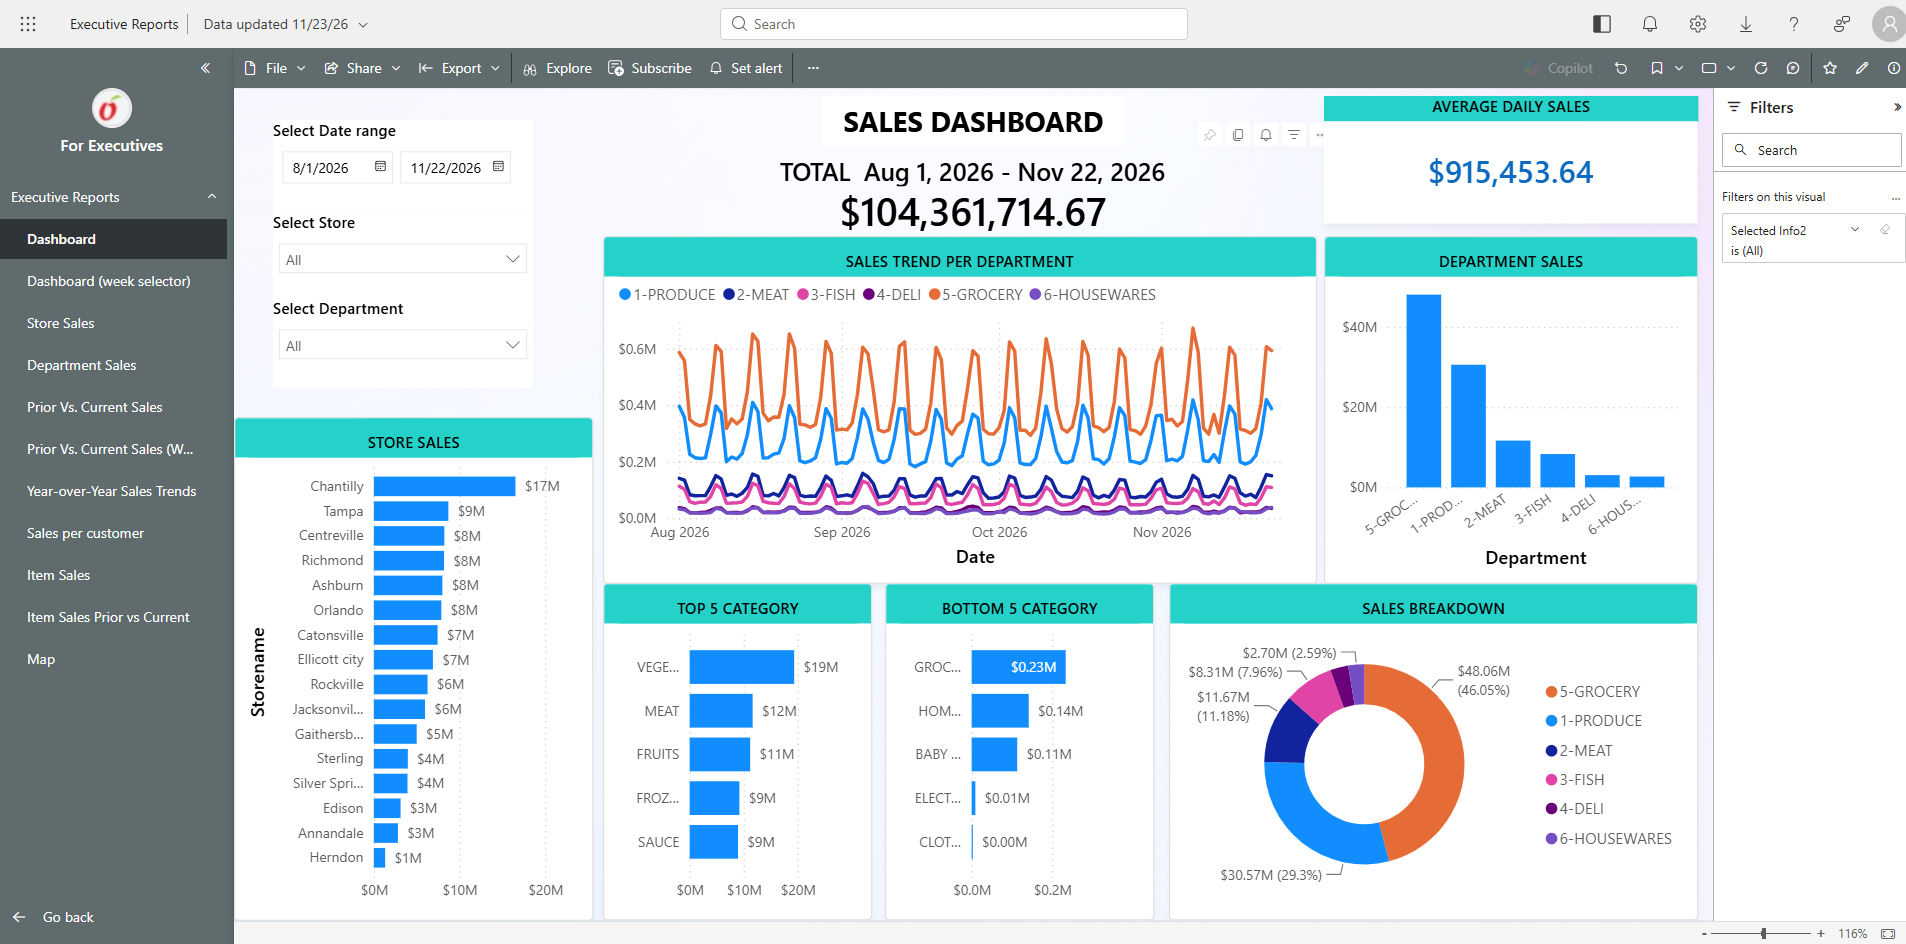 Executive Reports
Data updated 11/23/26
Search
File
Share
Export
Explore
Subscribe
Set alert
...
Copilot
For Executives
Executive Reports
Dashboard
Dashboard (week selector)
Store Sales
Department Sales
Prior Vs. Current Sales
Prior Vs. Current Sales (W...
Year-over-Year Sales Trends
Sales per customer
Item Sales
Item Sales Prior vs Current
Map
Go back
Select Date range
8/1/2026
11/22/2026
Select Store
All
Select Department
All
SALES DASHBOARD
TOTAL Aug 1, 2026 - Nov 22, 2026
$104,361,714.67
AVERAGE DAILY SALES
$915,453.64
STORE SALES
Storename
Chantilly $17M
Tampa $9M
Centreville $8M
Richmond $8M
Ashburn $8M
Orlando $8M
Catonsville $7M
Ellicott city $7M
Rockville $6M
Jacksonvil... $6M
Gaithersb... $5M
Sterling $4M
Silver Spri... $4M
Edison $3M
Annandale $3M
Herndon $1M
$0M $10M $20M
SALES TREND PER DEPARTMENT
1-PRODUCE 2-MEAT 3-FISH 4-DELI 5-GROCERY 6-HOUSEWARES
$0.6M
$0.4M
$0.2M
$0.0M
Aug 2026 Sep 2026 Oct 2026 Nov 2026
Date
DEPARTMENT SALES
$40M
$20M
$0M
5-GROC... 1-PROD... 2-MEAT 3-FISH 4-DELI 6-HOUS...
Department
TOP 5 CATEGORY
VEGE... $19M
MEAT $12M
FRUITS $11M
FROZ... $9M
SAUCE $9M
$0M $10M $20M
BOTTOM 5 CATEGORY
GROC... $0.23M
HOM... $0.14M
BABY ... $0.11M
ELECT... $0.01M
CLOT... $0.00M
$0.0M $0.2M
SALES BREAKDOWN
$2.70M (2.59%)
$8.31M (7.96%)
$11.67M
(11.18%)
$30.57M (29.3%)
$48.06M
(46.05%)
5-GROCERY
1-PRODUCE
2-MEAT
3-FISH
4-DELI
6-HOUSEWARES
Filters
Search
Filters on this visual
...
Selected Info2
is (All)
- + 116%